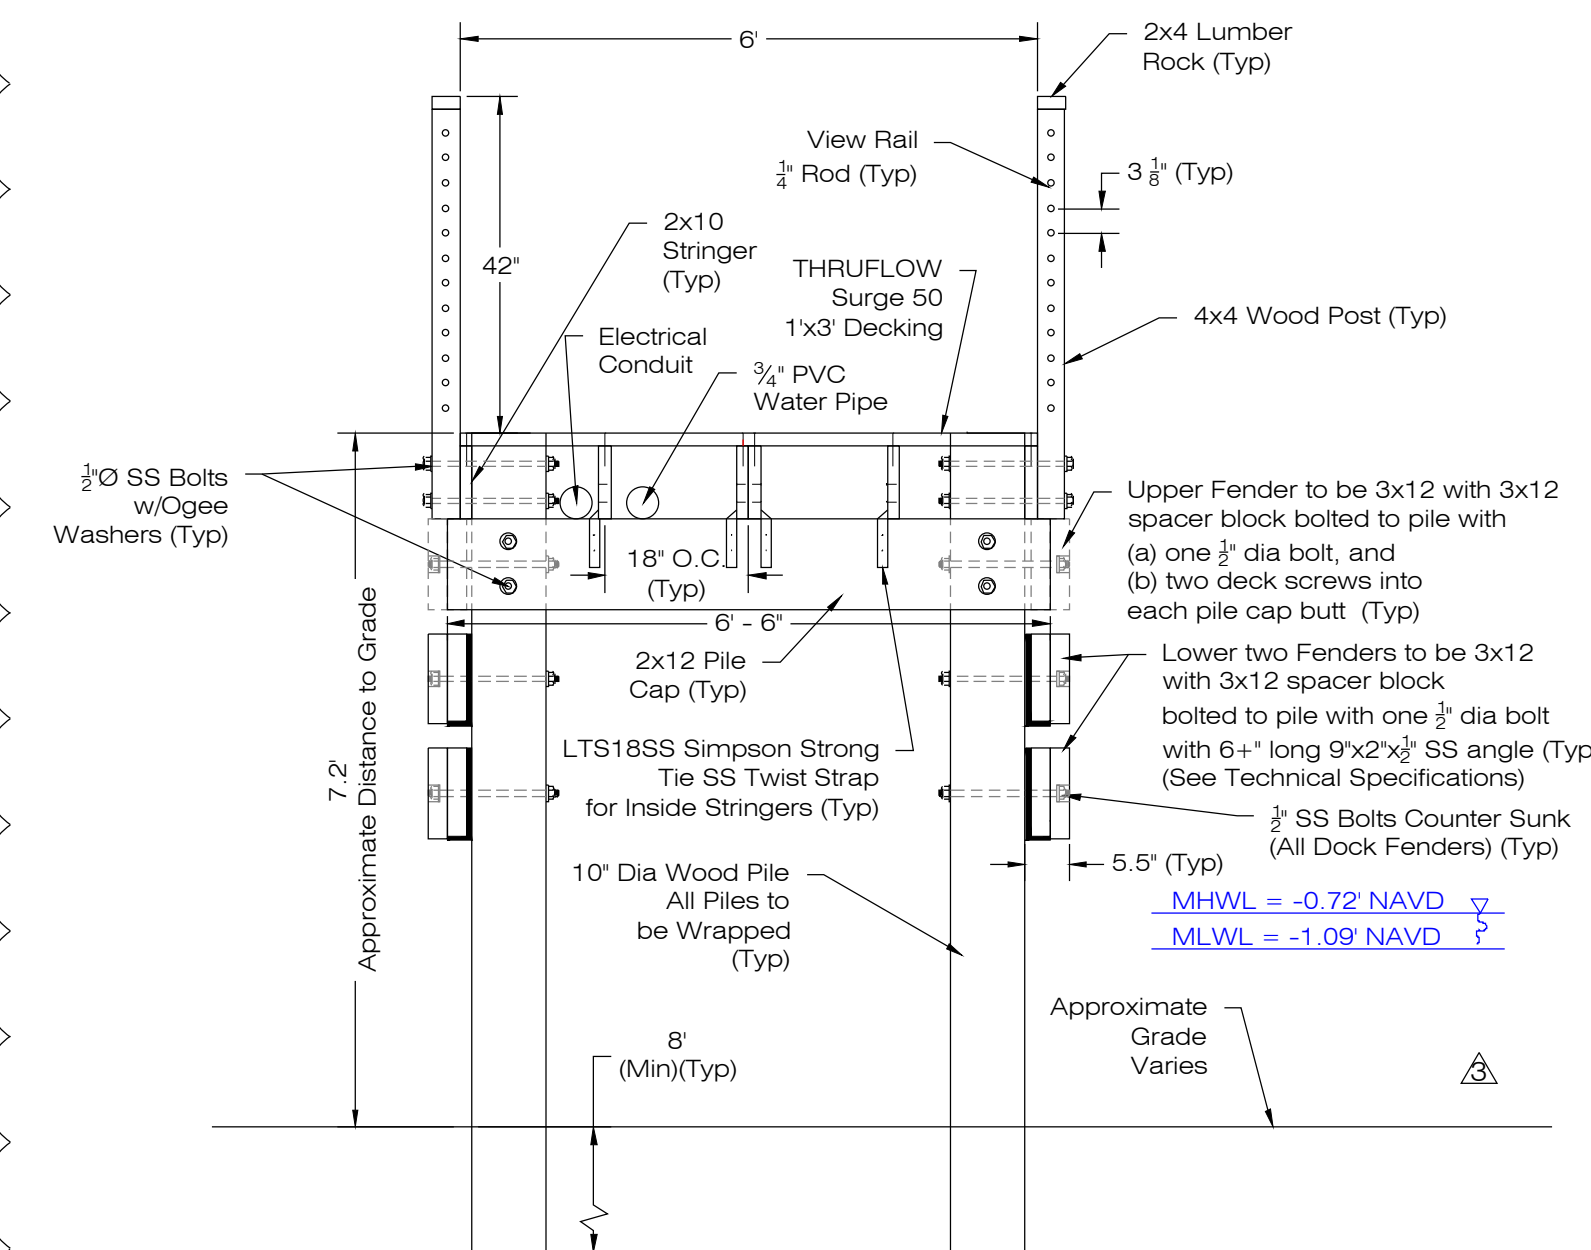 6'
2x4 Lumber
Rock (Typ)
View Rail
1/4" Rod (Typ)
3 1/8" (Typ)
2x10
Stringer
(Typ)
42"
THRUFLOW
Surge 50
1'x3' Decking
4x4 Wood Post (Typ)
Electrical
Conduit
3/4" PVC
Water Pipe
1/2"Ø SS Bolts
w/Ogee
Washers (Typ)
Upper Fender to be 3x12 with 3x12
spacer block bolted to pile with
(a) one 1/2" dia bolt, and
(b) two deck screws into
each pile cap butt (Typ)
18" O.C.
(Typ)
6' - 6"
2x12 Pile
Cap (Typ)
Lower two Fenders to be 3x12
with 3x12 spacer block
bolted to pile with one 1/2" dia bolt
with 6+" long 9"x2"x1/2" SS angle (Typ
(See Technical Specifications)
7.2'
Approximate Distance to Grade
LTS18SS Simpson Strong
Tie SS Twist Strap
for Inside Stringers (Typ)
1/2" SS Bolts Counter Sunk
(All Dock Fenders) (Typ)
5.5" (Typ)
10" Dia Wood Pile
All Piles to
be Wrapped
(Typ)
MHWL = -0.72' NAVD
MLWL = -1.09' NAVD
Approximate
Grade
Varies
8'
(Min)(Typ)
3